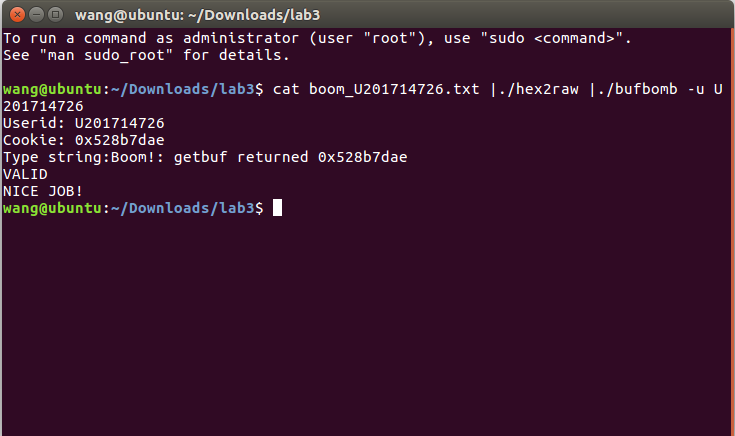 wang@ubuntu: ~/Downloads/lab3
To run a command as administrator (user "root"), use "sudo <command>".
See "man sudo_root" for details.
wang@ubuntu:~/Downloads/lab3$ cat boom_U201714726.txt |./hex2raw |./bufbomb -u U
201714726
Userid: U201714726
Cookie: 0x528b7dae
Type string:Boom!: getbuf returned 0x528b7dae
VALID
NICE JOB!
wang@ubuntu:~/Downloads/lab3$